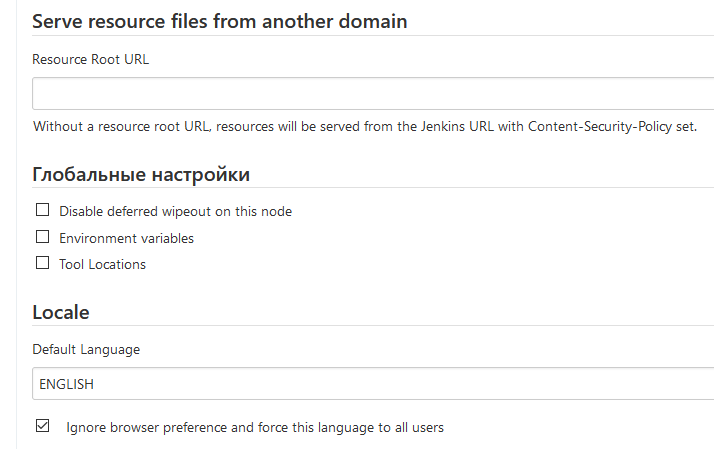 Serve resource files from another domain
Resource Root URL
Without a resource root URL, resources will be served from the Jenkins URL with Content-Security-Policy set.
Глобальные настройки
Disable deferred wipeout on this node
Environment variables
Tool Locations
Locale
Default Language
ENGLISH
Ignore browser preference and force this language to all users